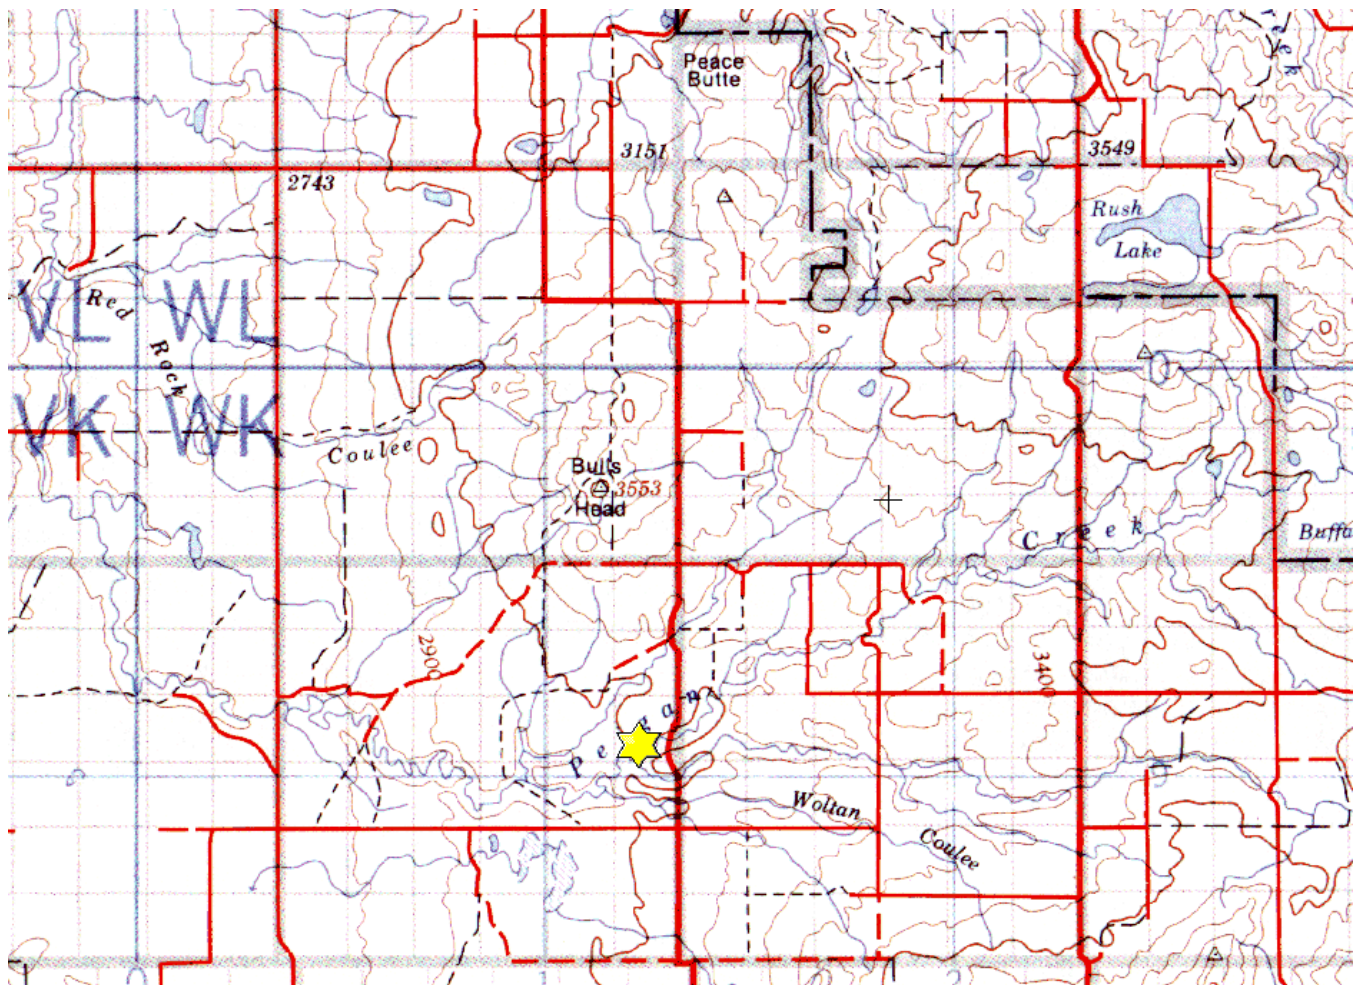 Peace
Butte
3151
3549
2743
Rush
Lake
Red
VL WL
Rock
VK WK
Coulee
Bull's
3553
Head
Creek
Buffa
2900
3400
Peigan
Woltan
Coulee